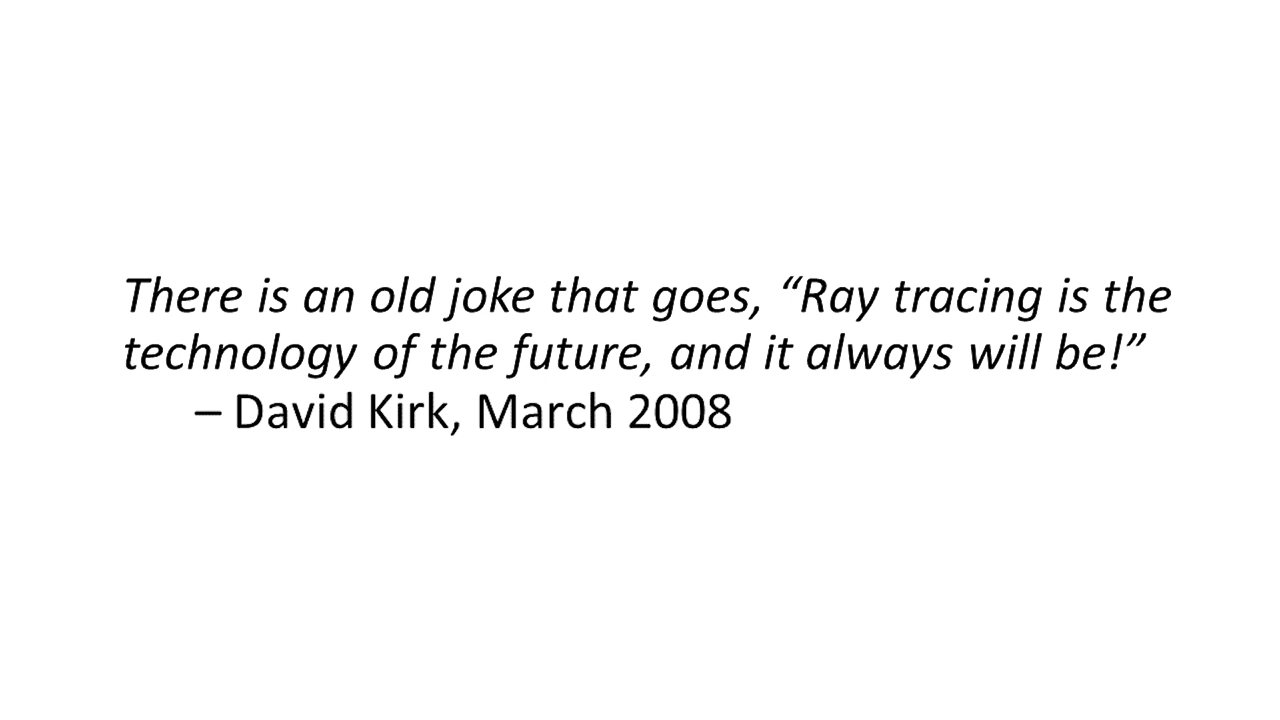 There is an old joke that goes, “Ray tracing is the
technology of the future, and it always will be!”
– David Kirk, March 2008